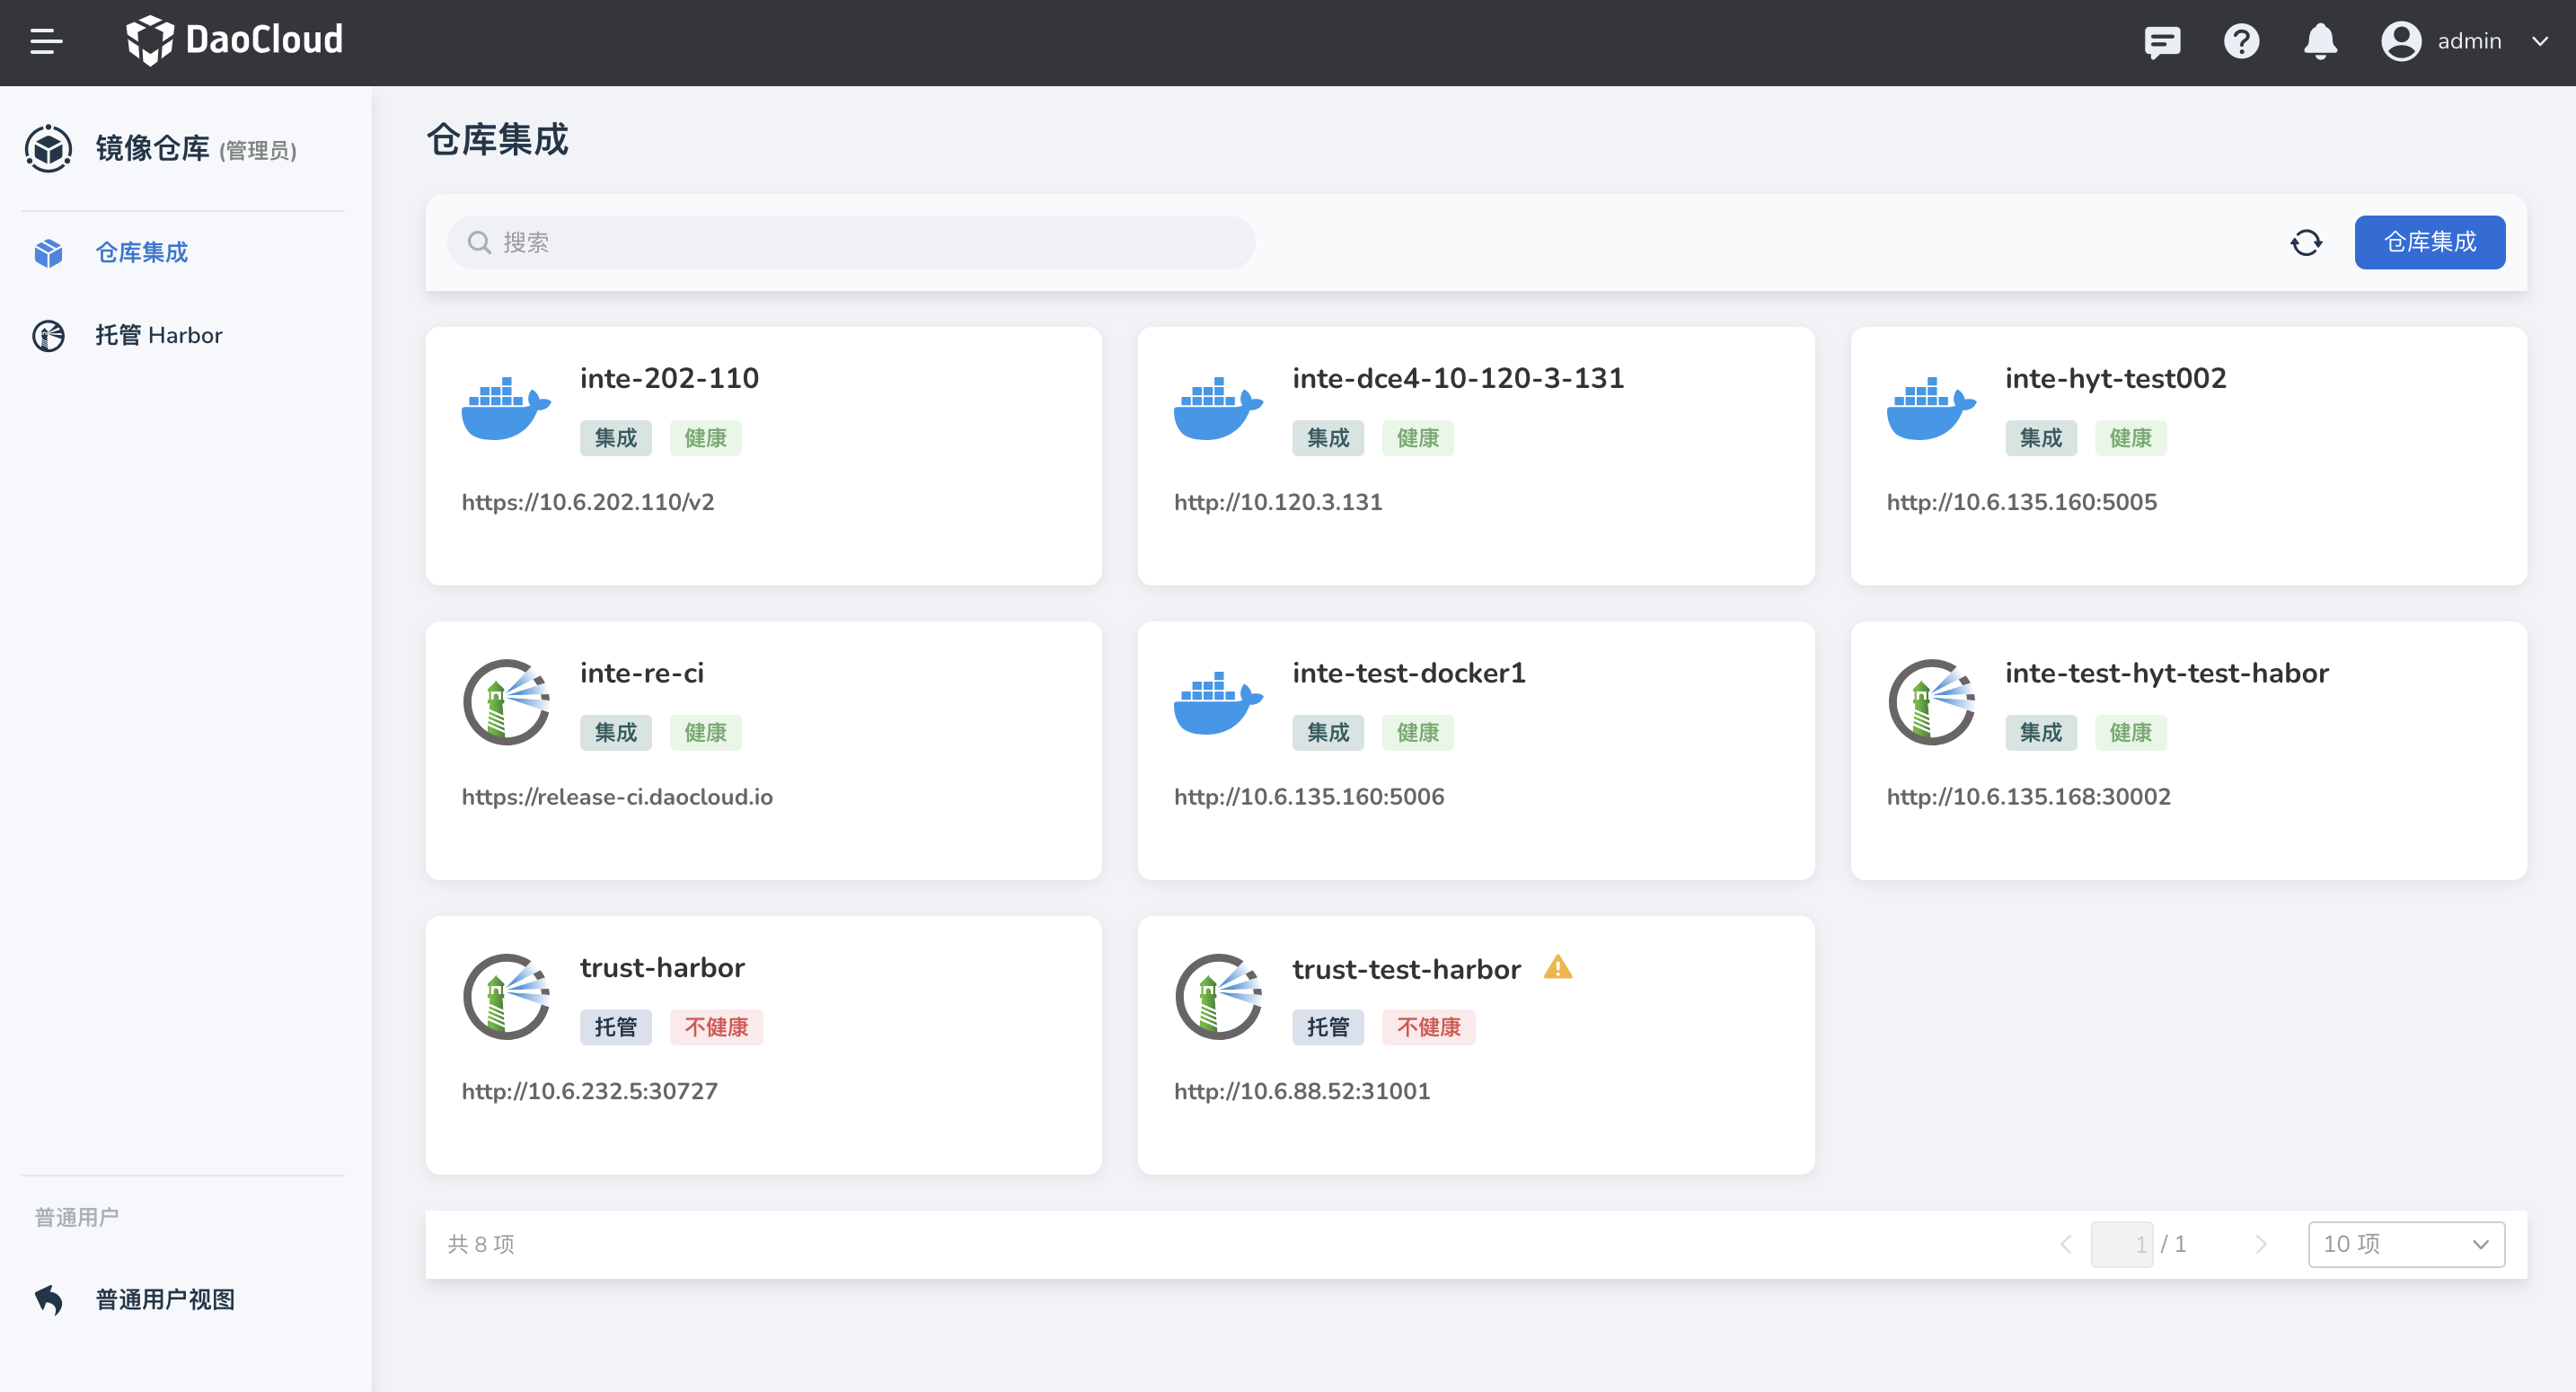 DaoCloud
admin
镜像仓库 (管理员)
仓库集成
托管 Harbor
普通用户
普通用户视图
仓库集成
搜索
仓库集成
inte-202-110
集成 健康
https://10.6.202.110/v2
inte-dce4-10-120-3-131
集成 健康
http://10.120.3.131
inte-hyt-test002
集成 健康
http://10.6.135.160:5005
inte-re-ci
集成 健康
https://release-ci.daocloud.io
inte-test-docker1
集成 健康
http://10.6.135.160:5006
inte-test-hyt-test-habor
集成 健康
http://10.6.135.168:30002
trust-harbor
托管 不健康
http://10.6.232.5:30727
trust-test-harbor
托管 不健康
http://10.6.88.52:31001
共 8 项
1 / 1
10 项